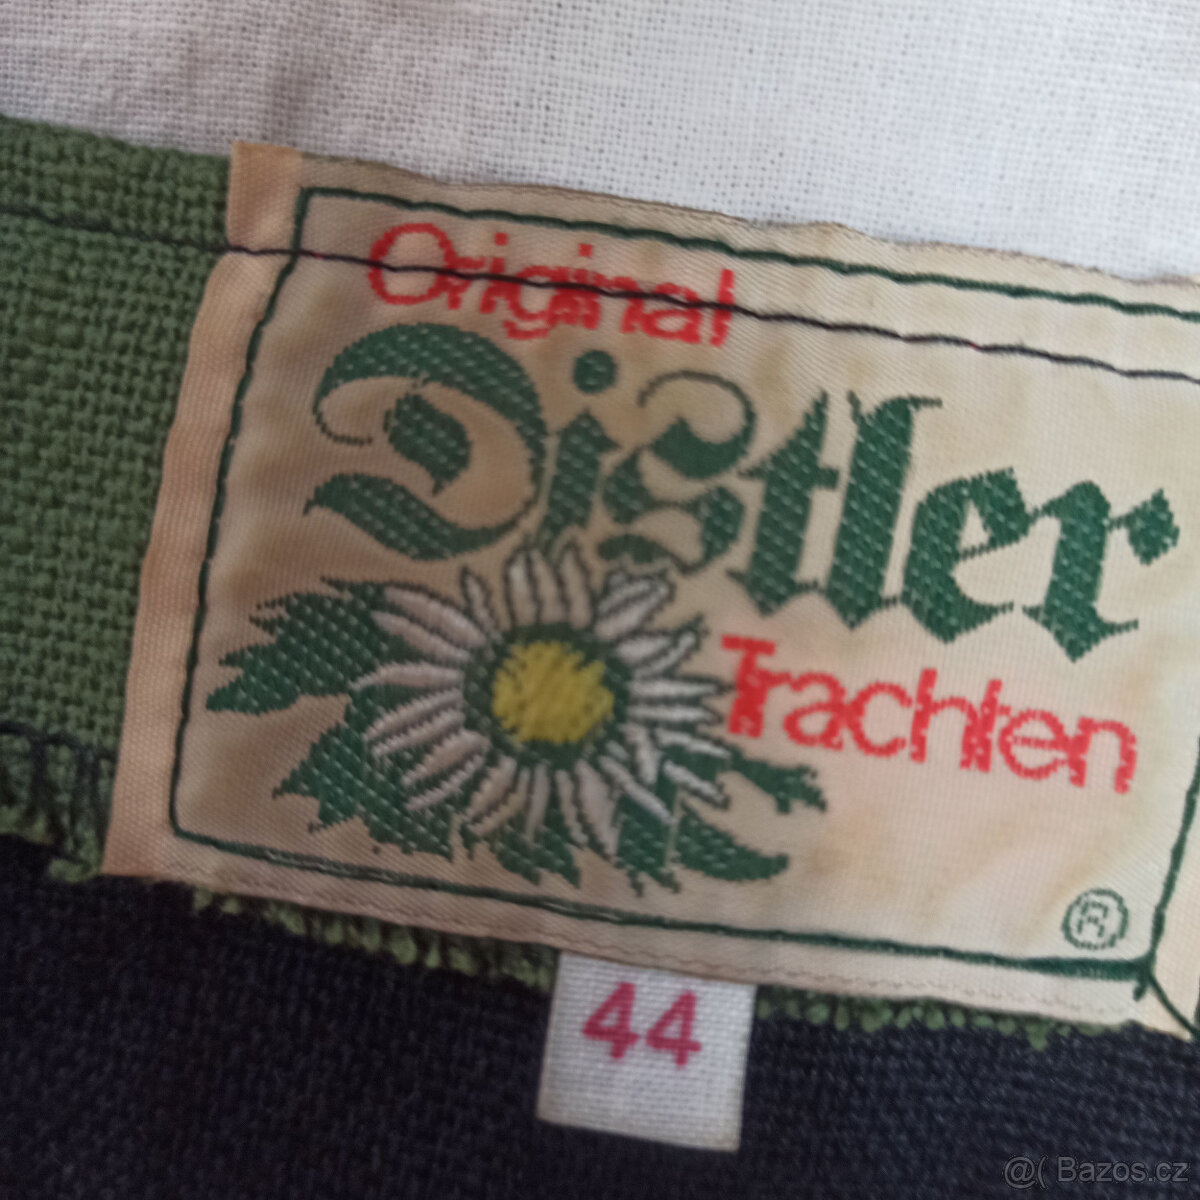 Original
Distler
Trachten
®
44
@( Bazos.cz